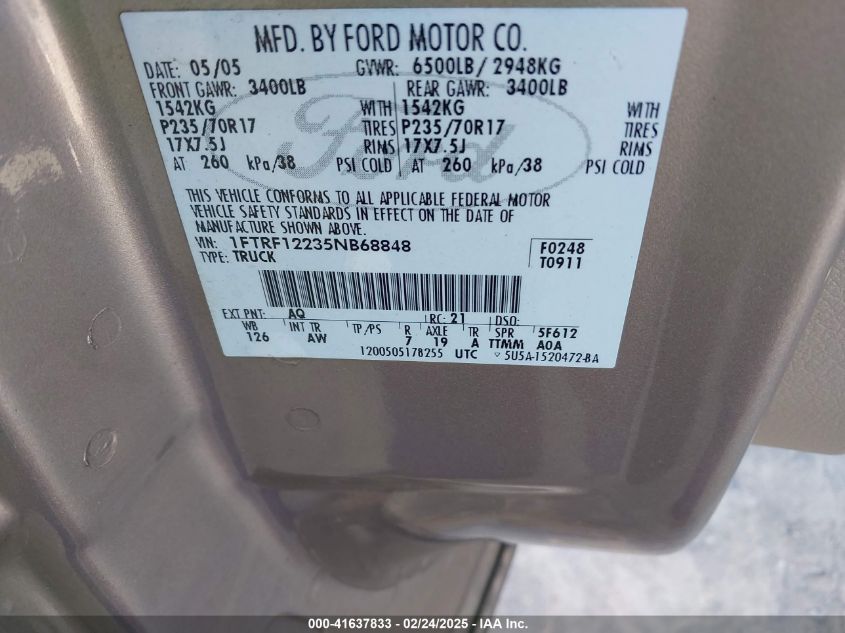 MFD. BY FORD MOTOR CO.
DATE: 05/05 GVWR: 6500LB/2948KG
FRONT GAWR: 3400LB REAR GAWR: 3400LB
1542KG WITH 1542KG WITH
P235/70R17 TIRES P235/70R17 TIRES
17X7.5J RIMS 17X7.5J RIMS
AT 260 kPa/38 PSI COLD AT 260 kPa/38 PSI COLD
Ford
THIS VEHICLE CONFORMS TO ALL APPLICABLE FEDERAL MOTOR
VEHICLE SAFETY STANDARDS IN EFFECT ON THE DATE OF
MANUFACTURE SHOWN ABOVE.
VIN: 1FTRF12235NB68848 F0248
TYPE: TRUCK T0911
EXT PNT: AQ RC: 21 DSO:
WB INT TR TP/PS R AXLE TR SPR 5F612
126 AW 7 19 A TTMM A0A
1200505178255 UTC 5U5A-1520472-BA
000-41637833 - 02/24/2025 - IAA Inc.